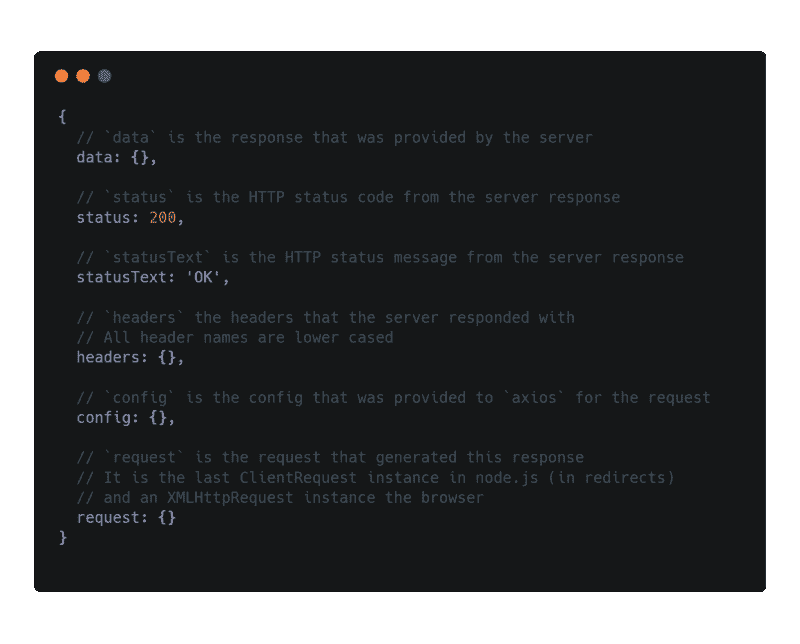 {
// `data` is the response that was provided by the server
data: {},
// `status` is the HTTP status code from the server response
status: 200,
// `statusText` is the HTTP status message from the server response
statusText: 'OK',
// `headers` the headers that the server responded with
// All header names are lower cased
headers: {},
// `config` is the config that was provided to `axios` for the request
config: {},
// `request` is the request that generated this response
// It is the last ClientRequest instance in node.js (in redirects)
// and an XMLHttpRequest instance the browser
request: {}
}